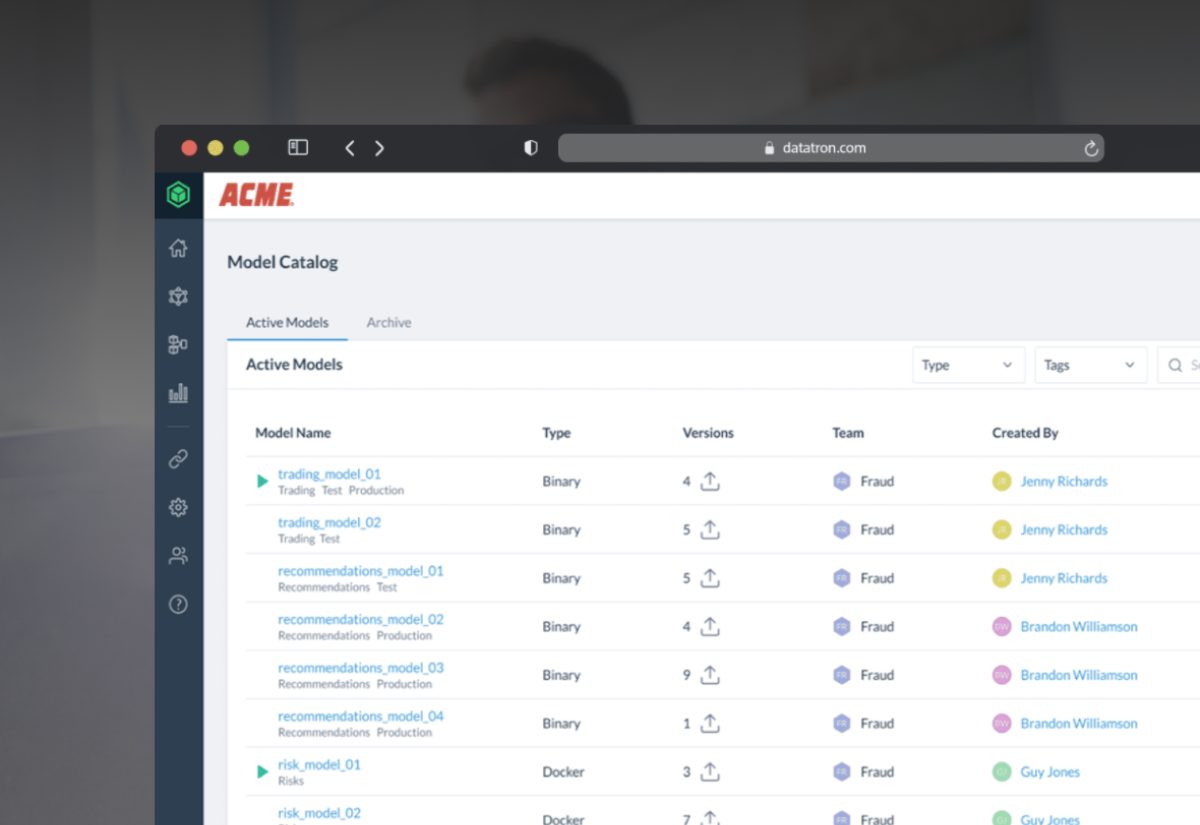 datatron.com
ACME
Model Catalog
Active Models Archive
Active Models Type Tags
Model Name Type Versions Team Created By
trading_model_01 Binary 4 FR Fraud JR Jenny Richards
Trading Test Production
trading_model_02 Binary 5 FR Fraud JR Jenny Richards
Trading Test
recommendations_model_01 Binary 5 FR Fraud JR Jenny Richards
Recommendations Test
recommendations_model_02 Binary 4 FR Fraud BW Brandon Williamson
Recommendations Production
recommendations_model_03 Binary 9 FR Fraud BW Brandon Williamson
Recommendations Production
recommendations_model_04 Binary 1 FR Fraud BW Brandon Williamson
Recommendations Production
risk_model_01 Docker 3 FR Fraud GJ Guy Jones
Risks
risk_model_02 Docker 7 FR Fraud Guy Jones